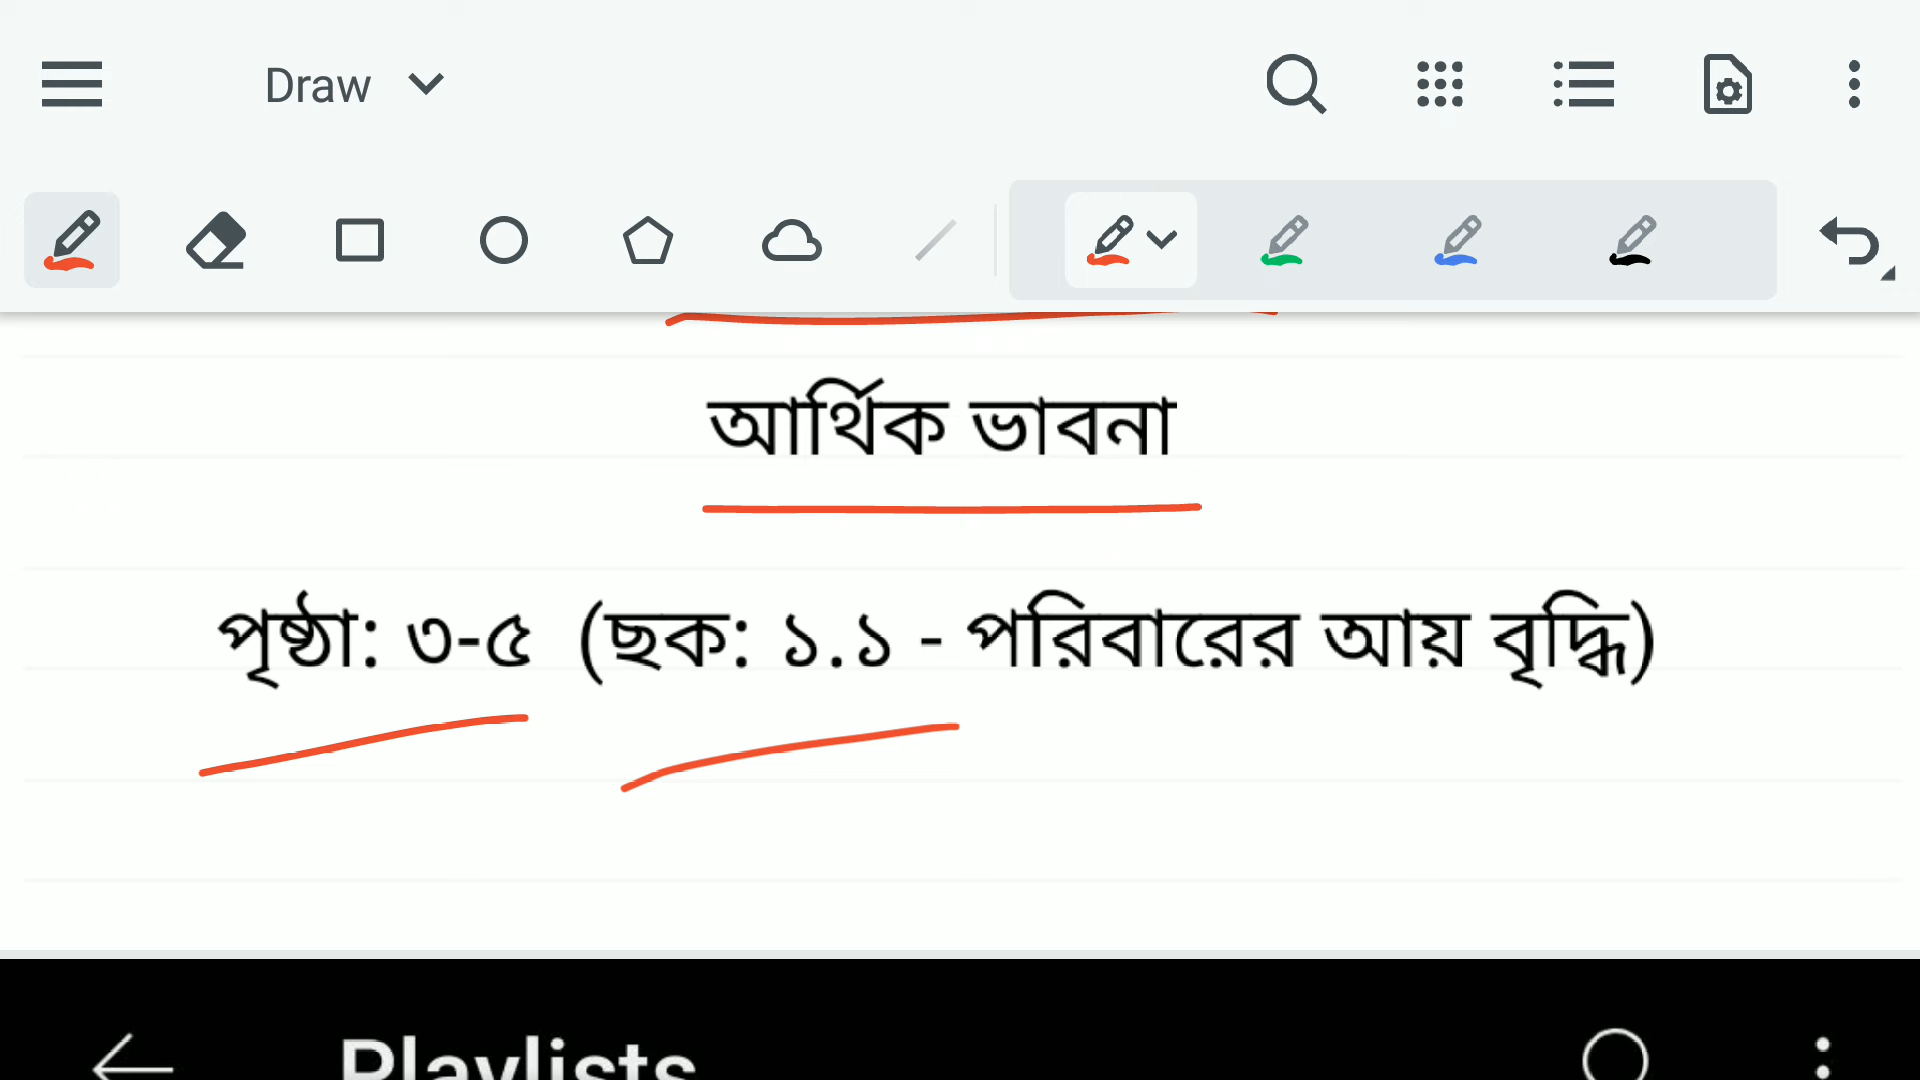 Draw
আর্থিক ভাবনা
পৃষ্ঠা: ৩-৫ (ছক: ১.১ - পরিবারের আয় বৃদ্ধি)
Playlists